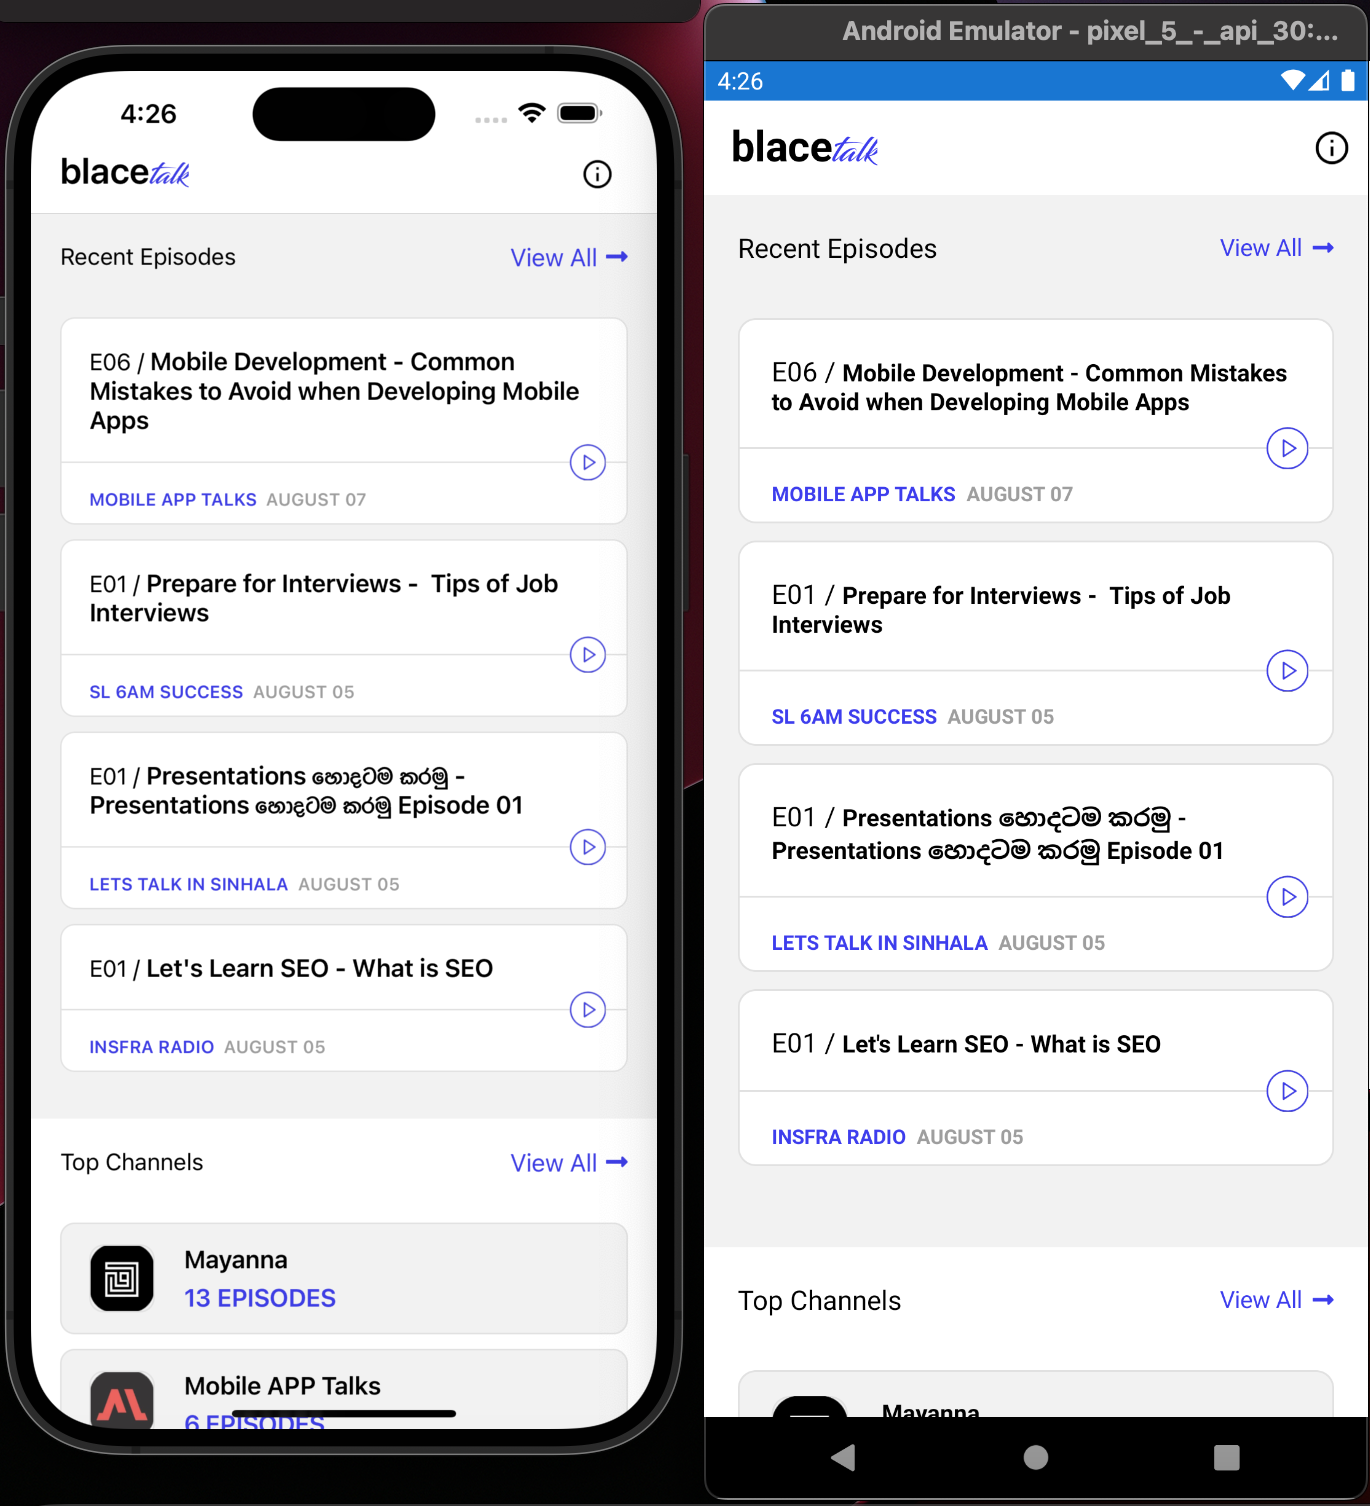 4:26
blacetalk
Recent Episodes
View All
E06 / Mobile Development - Common
Mistakes to Avoid when Developing Mobile
Apps
MOBILE APP TALKS AUGUST 07
E01 / Prepare for Interviews -  Tips of Job
Interviews
SL 6AM SUCCESS AUGUST 05
E01 / Presentations හොදටම කරමු -
Presentations හොදටම කරමු Episode 01
LETS TALK IN SINHALA AUGUST 05
E01 / Let's Learn SEO - What is SEO
INSFRA RADIO AUGUST 05
Top Channels
View All
Mayanna
13 EPISODES
Mobile APP Talks
6 EPISODES
Android Emulator - pixel_5_-_api_30:...
4:26
blacetalk
Recent Episodes
View All
E06 / Mobile Development - Common Mistakes
to Avoid when Developing Mobile Apps
MOBILE APP TALKS AUGUST 07
E01 / Prepare for Interviews -  Tips of Job
Interviews
SL 6AM SUCCESS AUGUST 05
E01 / Presentations හොදටම කරමු -
Presentations හොදටම කරමු Episode 01
LETS TALK IN SINHALA AUGUST 05
E01 / Let's Learn SEO - What is SEO
INSFRA RADIO AUGUST 05
Top Channels
View All
Mayanna